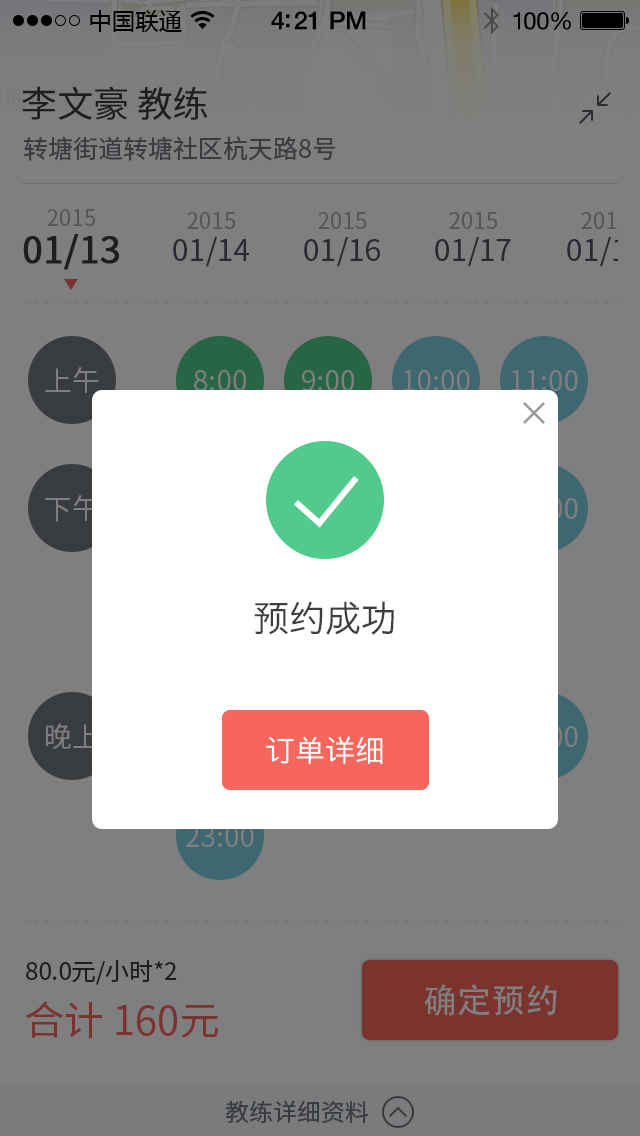 中国联通 4:21 PM 100%
李文豪 教练
转塘街道转塘社区杭天路8号
2015 2015 2015 2015 201
01/13 01/14 01/16 01/17 01/1
上午 8:00 9:00 10:00 11:00
下午
预约成功
晚上
订单详细
23:00
80.0元/小时*2
合计 160元
确定预约
教练详细资料